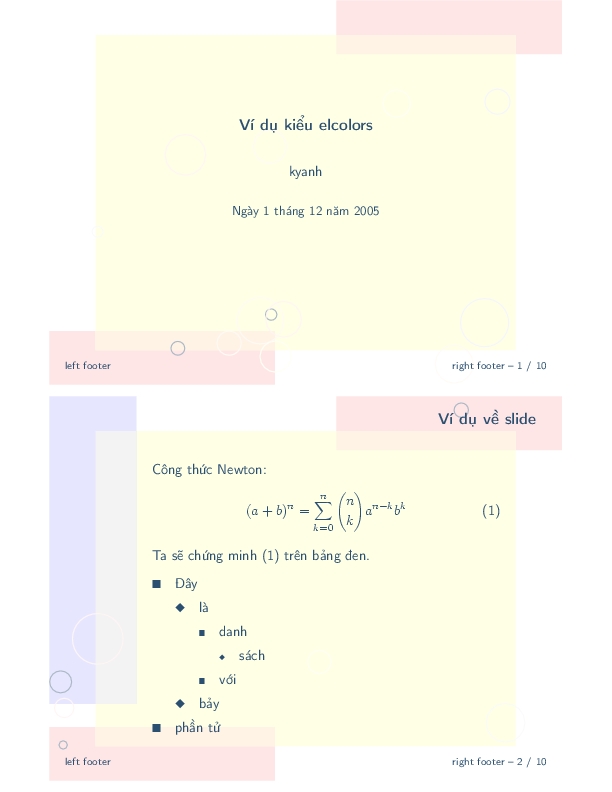 Ví dụ kiểu elcolors
kyanh
Ngày 1 tháng 12 năm 2005
left footer
right footer – 1 / 10
Ví dụ về slide
Công thức Newton:
(a + b)^n = \sum_{k=0}^{n} \binom{n}{k} a^{n-k} b^k (1)
Ta sẽ chứng minh (1) trên bảng đen.
■ Đây
◆ là
■ danh
◆ sách
■ với
◆ bảy
■ phần tử
left footer
right footer – 2 / 10